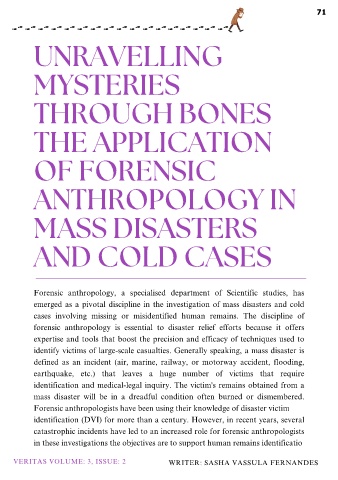 71
UNRAVELLING
MYSTERIES
THROUGH BONES
THE APPLICATION
OF FORENSIC
ANTHROPOLOGY IN
MASS DISASTERS
AND COLD CASES
Forensic anthropology, a specialised department of Scientific studies, has
emerged as a pivotal discipline in the investigation of mass disasters and cold
cases involving missing or misidentified human remains. The discipline of
forensic anthropology is essential to disaster relief efforts because it offers
expertise and tools that boost the precision and efficacy of techniques used to
identify victims of large-scale casualties. Generally speaking, a mass disaster is
defined as an incident (air, marine, railway, or motorway accident, flooding,
earthquake, etc.) that leaves a huge number of victims that require
identification and medical-legal inquiry. The victim's remains obtained from a
mass disaster will be in a dreadful condition often burned or dismembered.
Forensic anthropologists have been using their knowledge of disaster victim
identification (DVI) for more than a century. However, in recent years, several
catastrophic incidents have led to an increased role for forensic anthropologists
in these investigations the objectives are to support human remains identificatio
VERITAS VOLUME: 3, ISSUE: 2
WRITER: SASHA VASSULA FERNANDES